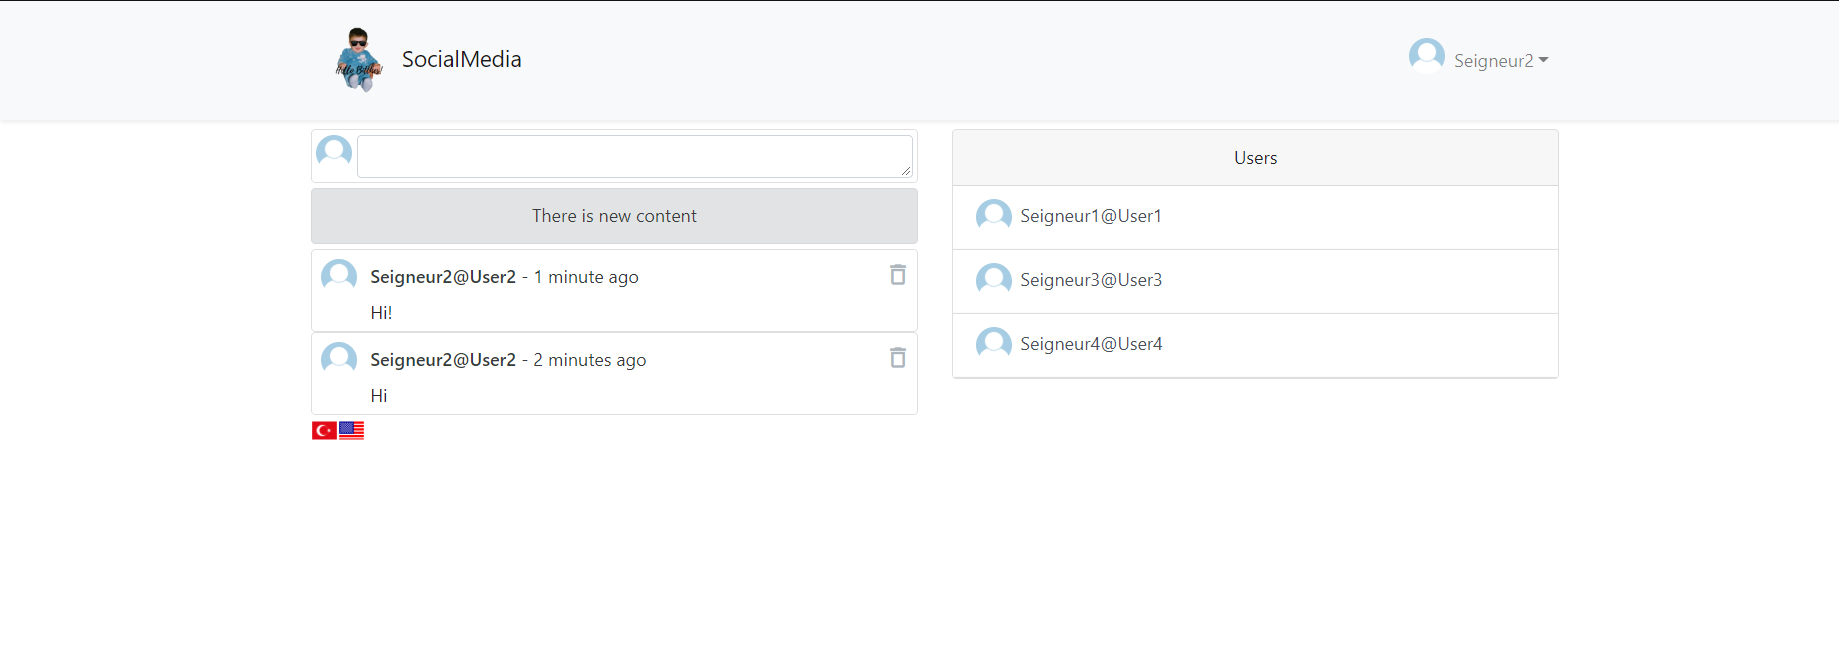 SocialMedia
Seigneur2
There is new content
Seigneur2@User2 - 1 minute ago
Hi!
Seigneur2@User2 - 2 minutes ago
Hi
Users
Seigneur1@User1
Seigneur3@User3
Seigneur4@User4